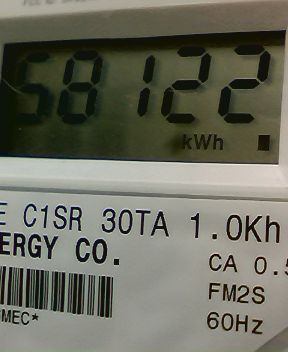 58122
kWh
E C1SR 30TA 1.0Kh
ERGY CO.
CA 0.5
FM2S
MEC*
60Hz